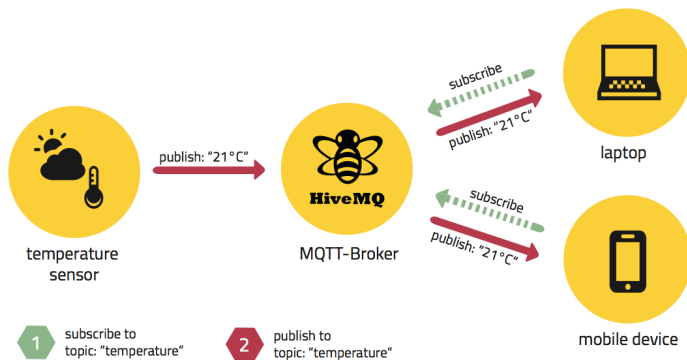 subscribe
publish: "21°C"
laptop
publish: "21°C"
HiveMQ
temperature
sensor
MQTT-Broker
subscribe
publish: "21°C"
mobile device
1
subscribe to
topic: "temperature"
2
publish to
topic: "temperature"